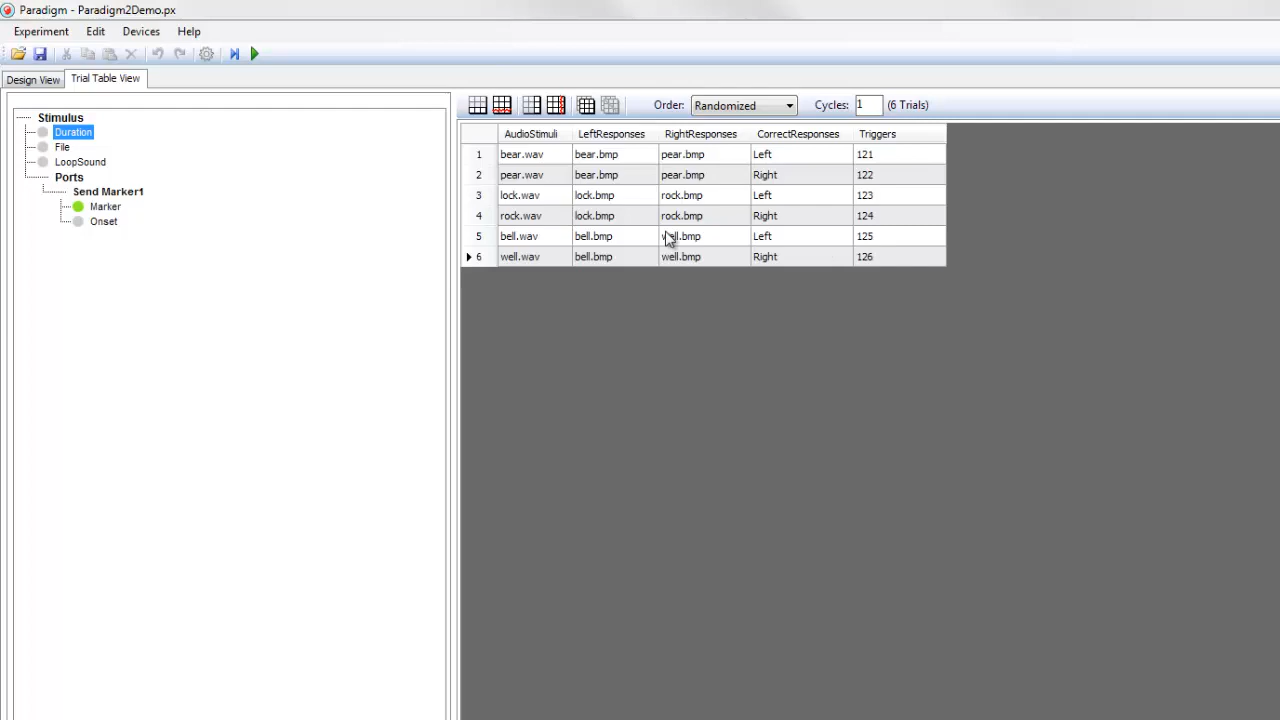 Paradigm - Paradigm2Demo.px
Experiment Edit Devices Help
Design View Trial Table View
Stimulus
Duration
File
LoopSound
Ports
Send Marker1
Marker
Onset
Order: Randomized Cycles: 1 (6 Trials)
AudioStimuli LeftResponses RightResponses CorrectResponses Triggers
1 bear.wav bear.bmp pear.bmp Left 121
2 pear.wav bear.bmp pear.bmp Right 122
3 lock.wav lock.bmp rock.bmp Left 123
4 rock.wav lock.bmp rock.bmp Right 124
5 bell.wav bell.bmp well.bmp Left 125
6 well.wav bell.bmp well.bmp Right 126